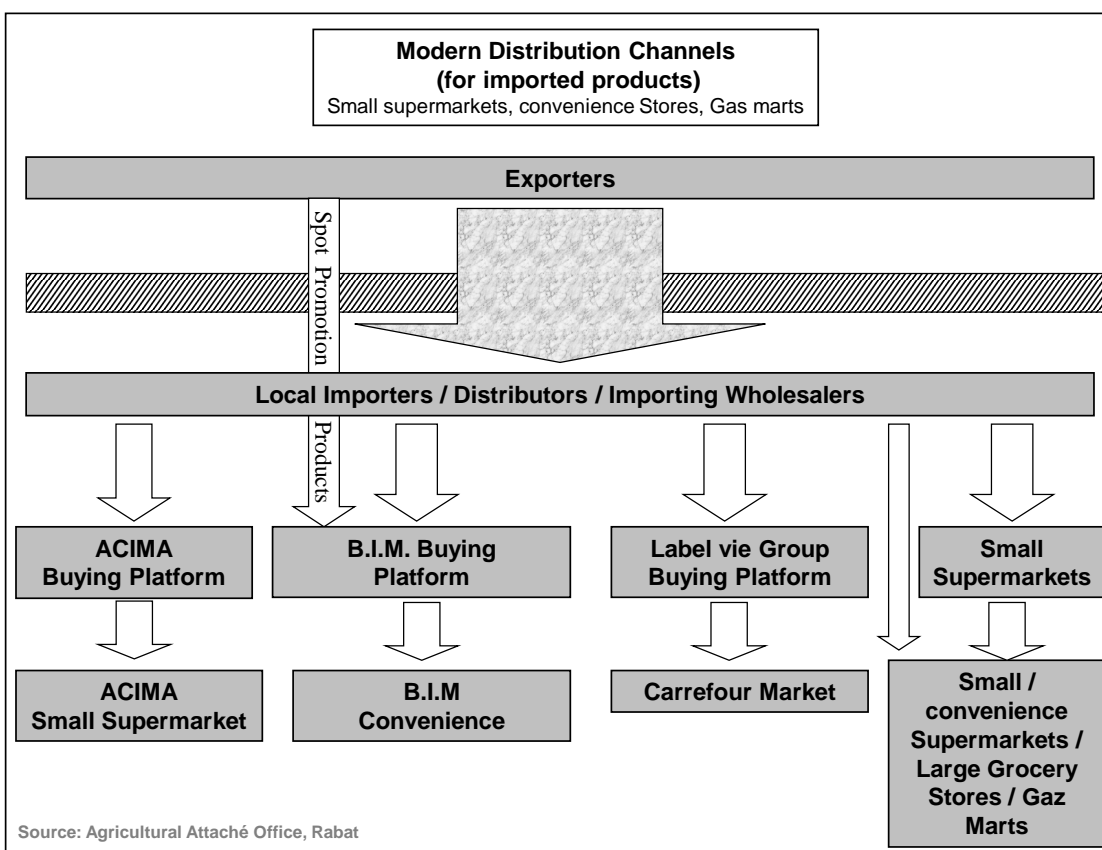 Modern Distribution Channels
(for imported products)
Small supermarkets, convenience Stores, Gas marts
Exporters
Spot Promotion Products
Local Importers / Distributors / Importing Wholesalers
ACIMA
Buying Platform
B.I.M. Buying
Platform
Label vie Group
Buying Platform
Small
Supermarkets
ACIMA
Small Supermarket
B.I.M
Convenience
Carrefour Market
Small /
convenience
Supermarkets /
Large Grocery
Stores / Gaz
Marts
Source: Agricultural Attaché Office, Rabat